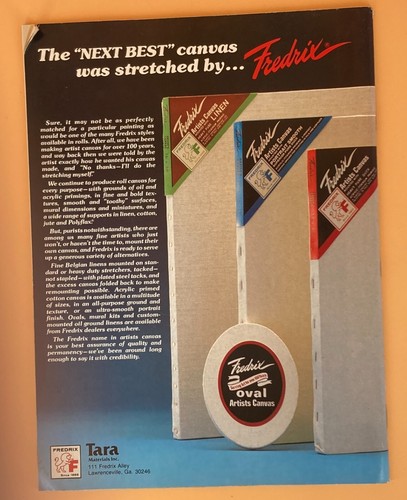 The "NEXT BEST" canvas
was stretched by... Fredrix
Sure, it may not be as perfectly
matched for a particular painting as
would be one of the many Fredrix styles
available in rolls. After all, we have been
making artist canvas for over 100 years,
and way back then we were told by the
artist exactly how he wanted his canvas
made, and "No thanks—I'll do the
stretching myself."
We continue to produce roll canvas for
every purpose—with grounds of oil and
acrylic primings, in fine and bold tex-
tures, smooth and "toothy" surfaces,
mural dimensions and miniatures, and
a wide range of supports in linen, cotton,
jute and Polyflax!
But, purists notwithstanding, there are
among us many fine artists who just
won't, or haven't the time to, mount their
own canvas, and Fredrix is ready to serve
up a generous variety of alternatives.
Fine Belgian linens mounted on stan-
dard or heavy duty stretchers, tacked—
not stapled—with plated steel tacks, and
the excess canvas folded back to make
remounting possible. Acrylic primed
cotton canvas is available in a multitude
of sizes, in an all-purpose ground and
texture, or an ultra-smooth portrait
finish. Ovals, mural kits and custom-
mounted oil ground linens are available
from Fredrix dealers everywhere.
The Fredrix name in artists canvas
is your best assurance of quality and
permanency—we've been around long
enough to say it with credibility.
Fredrix
Artists Canvas
LINEN
Fredrix
Artists Canvas
Fredrix
Artists Canvas
Fredrix
oval
Artists Canvas
FREDRIX
F
Since 1868
Tara
Materials Inc.
111 Fredrix Alley
Lawrenceville, Ga. 30246